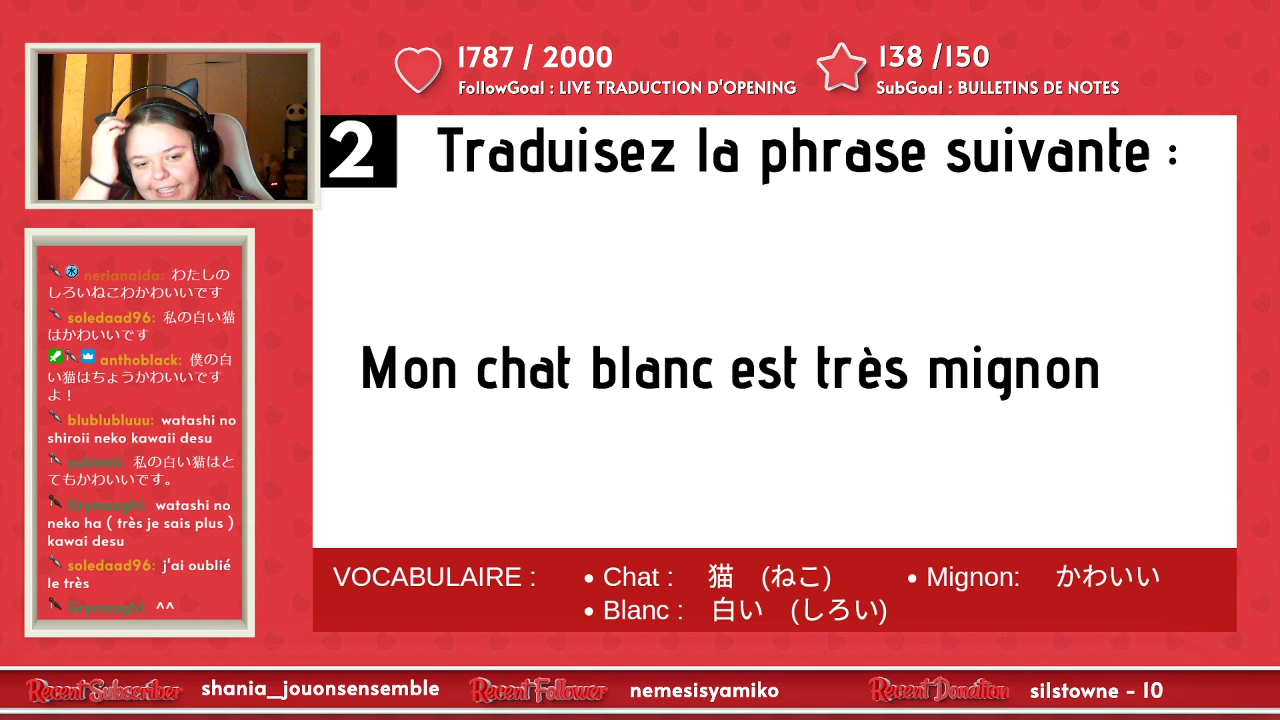 1787 / 2000
FollowGoal : LIVE TRADUCTION D'OPENING
138 /150
SubGoal : BULLETINS DE NOTES
2
Traduisez la phrase suivante :
Mon chat blanc est très mignon
nerianaida: わたしの
しろいねこわかわいいです
soledaad96: 私の白い猫
はかわいいです
anthoblack: 僕の白
い猫はちょうかわいいです
よ！
blublubluuu: watashi no
shiroii neko kawaii desu
yukimiii: 私の白い猫はと
てもかわいいです。
Grymzaghl: watashi no
neko ha ( très je sais plus )
kawai desu
soledaad96: j'ai oublié
le très
Grymzaghl: ^^
VOCABULAIRE :
• Chat : 猫 (ねこ)
• Mignon: かわいい
• Blanc : 白い (しろい)
Recent Subscriber
shania_jouonsensemble
Recent Follower
nemesisyamiko
Recent Donation
silstowne - 10